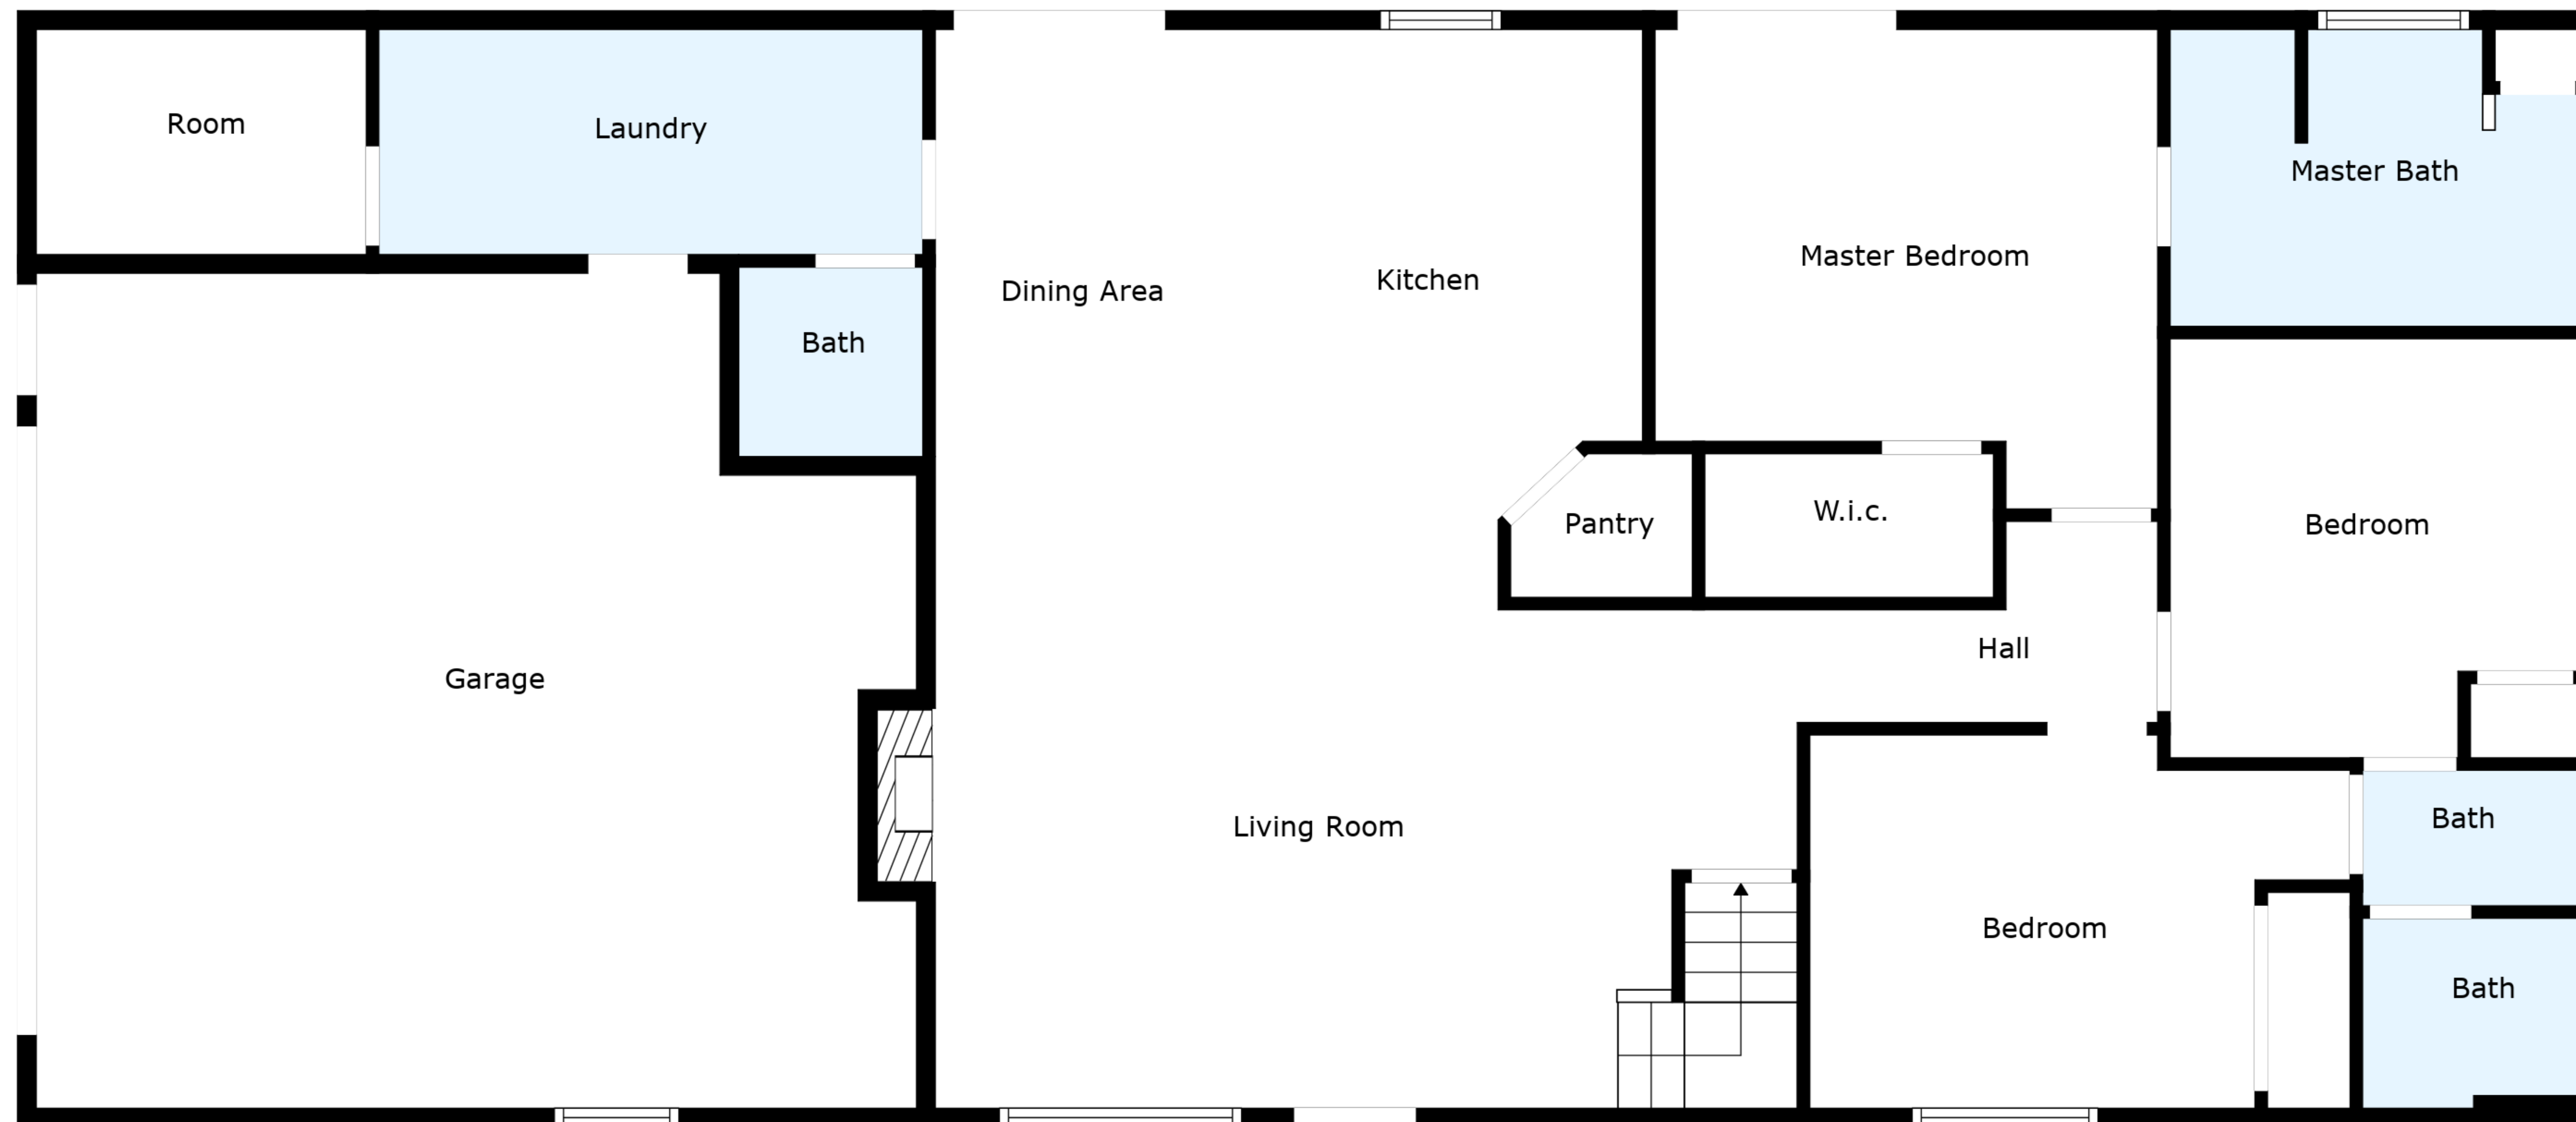 Room
Laundry
Master Bath
Master Bedroom
Kitchen
Dining Area
Bath
W.i.c.
Pantry
Bedroom
Hall
Garage
Living Room
Bath
Bedroom
Bath